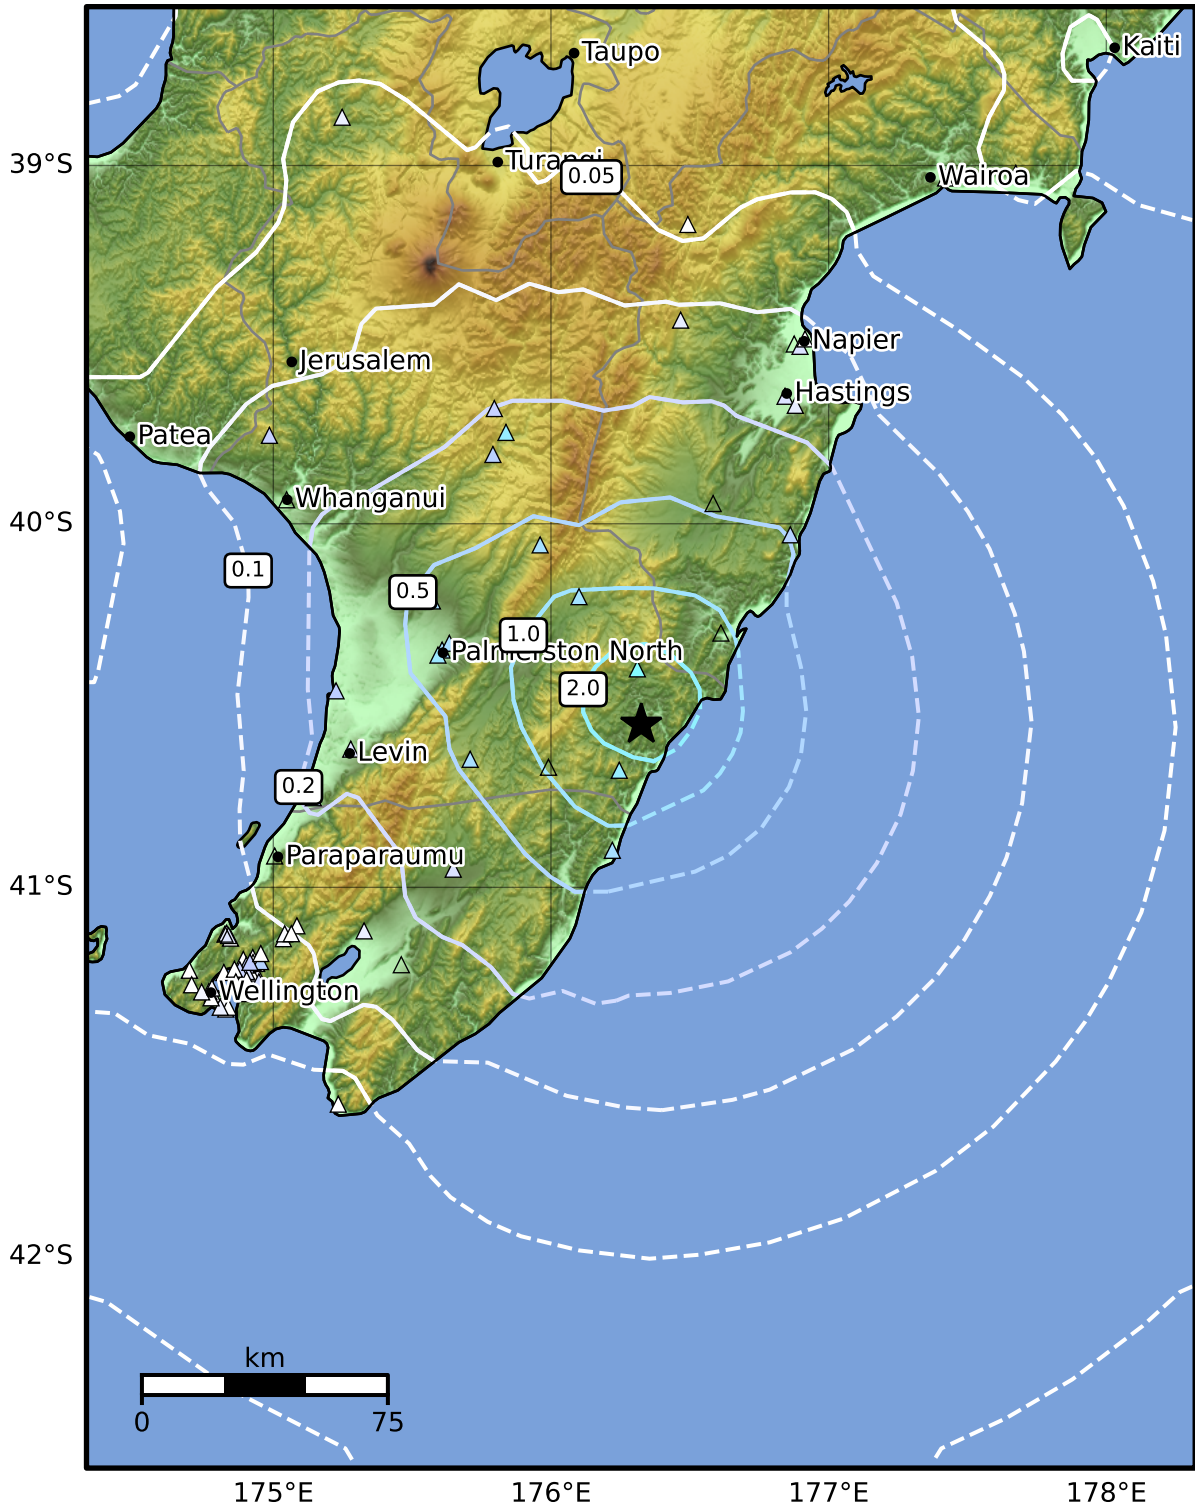 Kaiti
Taupo
39°S
Turangi
0.05
Wairoa
Napier
Jerusalem
Hastings
Patea
Whanganui
40°S
0.1
0.5
1.0
Palmerston North
2.0
Levin
0.2
Paraparaumu
41°S
Wellington
42°S
km
0
75
175°E
176°E
177°E
178°E